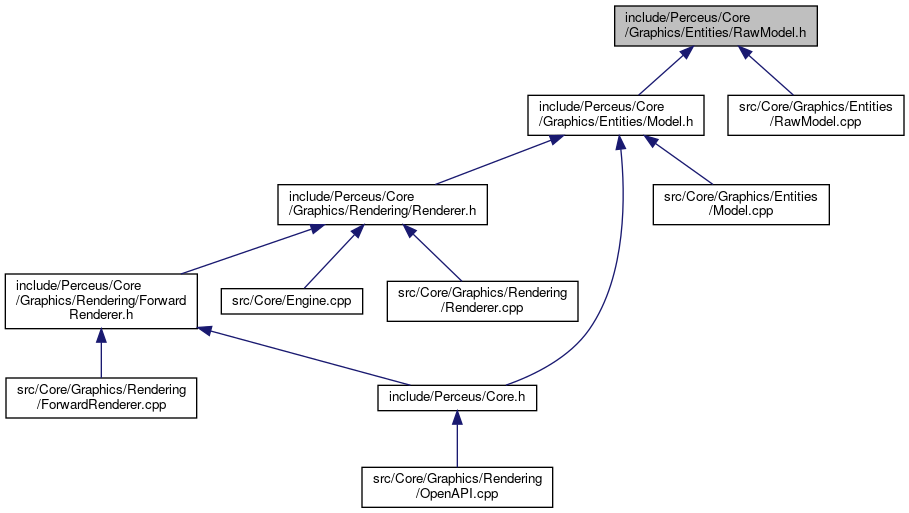 include/Perceus/Core
/Graphics/Entities/RawModel.h
include/Perceus/Core
/Graphics/Entities/Model.h
src/Core/Graphics/Entities
/RawModel.cpp
include/Perceus/Core
/Graphics/Rendering/Renderer.h
src/Core/Graphics/Entities
/Model.cpp
include/Perceus/Core
/Graphics/Rendering/Forward
Renderer.h
src/Core/Engine.cpp
src/Core/Graphics/Rendering
/Renderer.cpp
src/Core/Graphics/Rendering
/ForwardRenderer.cpp
include/Perceus/Core.h
src/Core/Graphics/Rendering
/OpenAPI.cpp